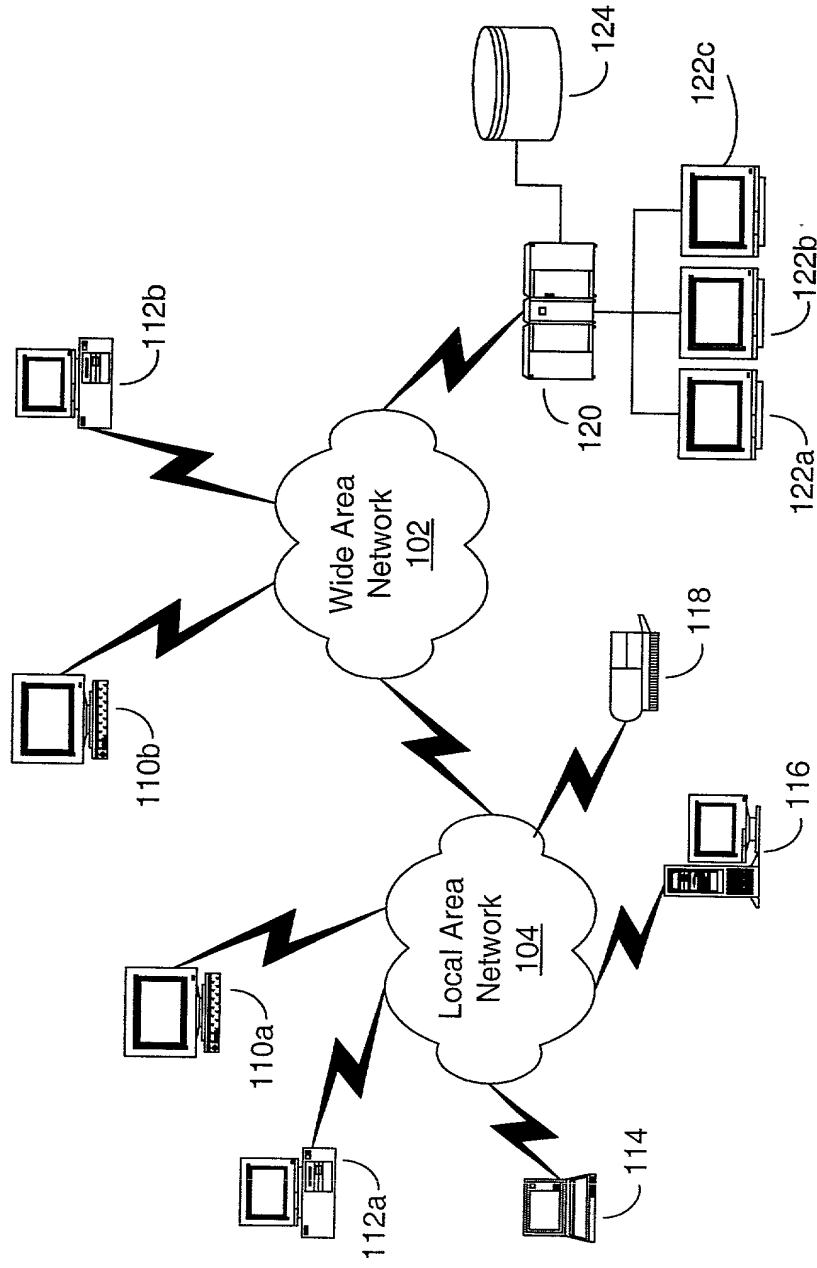 112b
110b
110a
112a
Wide Area
Network
102
Local Area
Network
104
124
120
122a
122b
122c
118
116
114